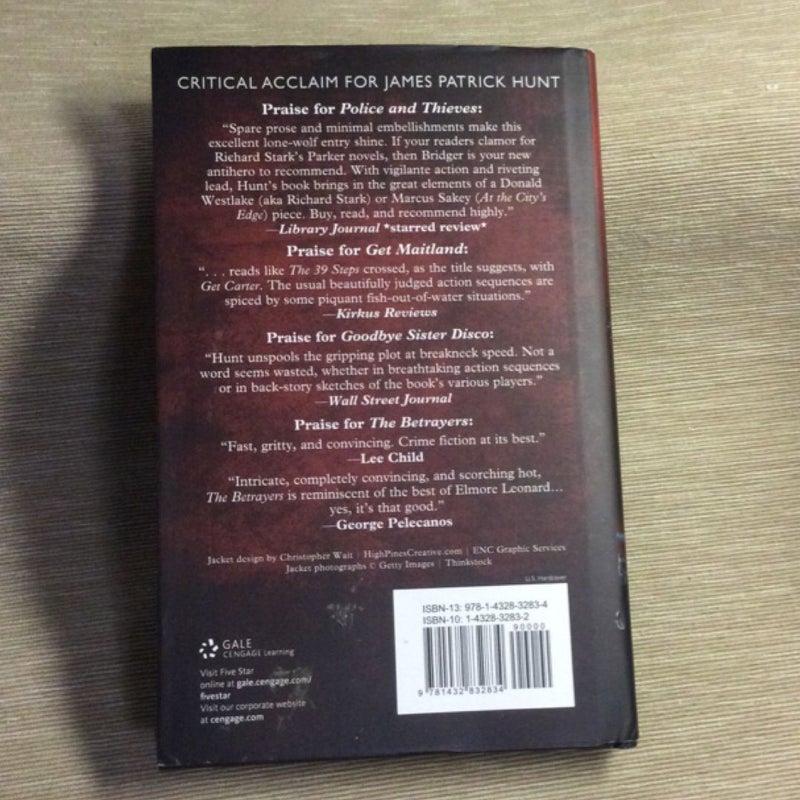 CRITICAL ACCLAIM FOR JAMES PATRICK HUNT
Praise for Police and Thieves:
“Spare prose and minimal embellishments make this
excellent lone-wolf entry shine. If your readers clamor for
Richard Stark’s Parker novels, then Bridger is your new
antihero to recommend. With vigilante action and riveting
lead, Hunt’s book brings in the great elements of a Donald
Westlake (aka Richard Stark) or Marcus Sakey (At the City’s
Edge) piece. Buy, read, and recommend highly.”
—Library Journal *starred review*
Praise for Get Maitland:
“. . . reads like The 39 Steps crossed, as the title suggests, with
Get Carter. The usual beautifully judged action sequences are
spiced by some piquant fish-out-of-water situations.”
—Kirkus Reviews
Praise for Goodbye Sister Disco:
“Hunt unspools the gripping plot at breakneck speed. Not a
word seems wasted, whether in breathtaking action sequences
or in back-story sketches of the book’s various players.”
—Wall Street Journal
Praise for The Betrayers:
“Fast, gritty, and convincing. Crime fiction at its best.”
—Lee Child
“Intricate, completely convincing, and scorching hot,
The Betrayers is reminiscent of the best of Elmore Leonard...
yes, it’s that good.”
—George Pelecanos
Jacket design by Christopher Wait | HighPinesCreative.com | ENC Graphic Services
Jacket photographs © Getty Images | Thinkstock
U.S. Hardcover
ISBN-13: 978-1-4328-3283-4
ISBN-10: 1-4328-3283-2
90000
9 781432 832834
GALE
CENGAGE Learning
Visit Five Star
online at gale.cengage.com/
fivestar
Visit our corporate website
at cengage.com